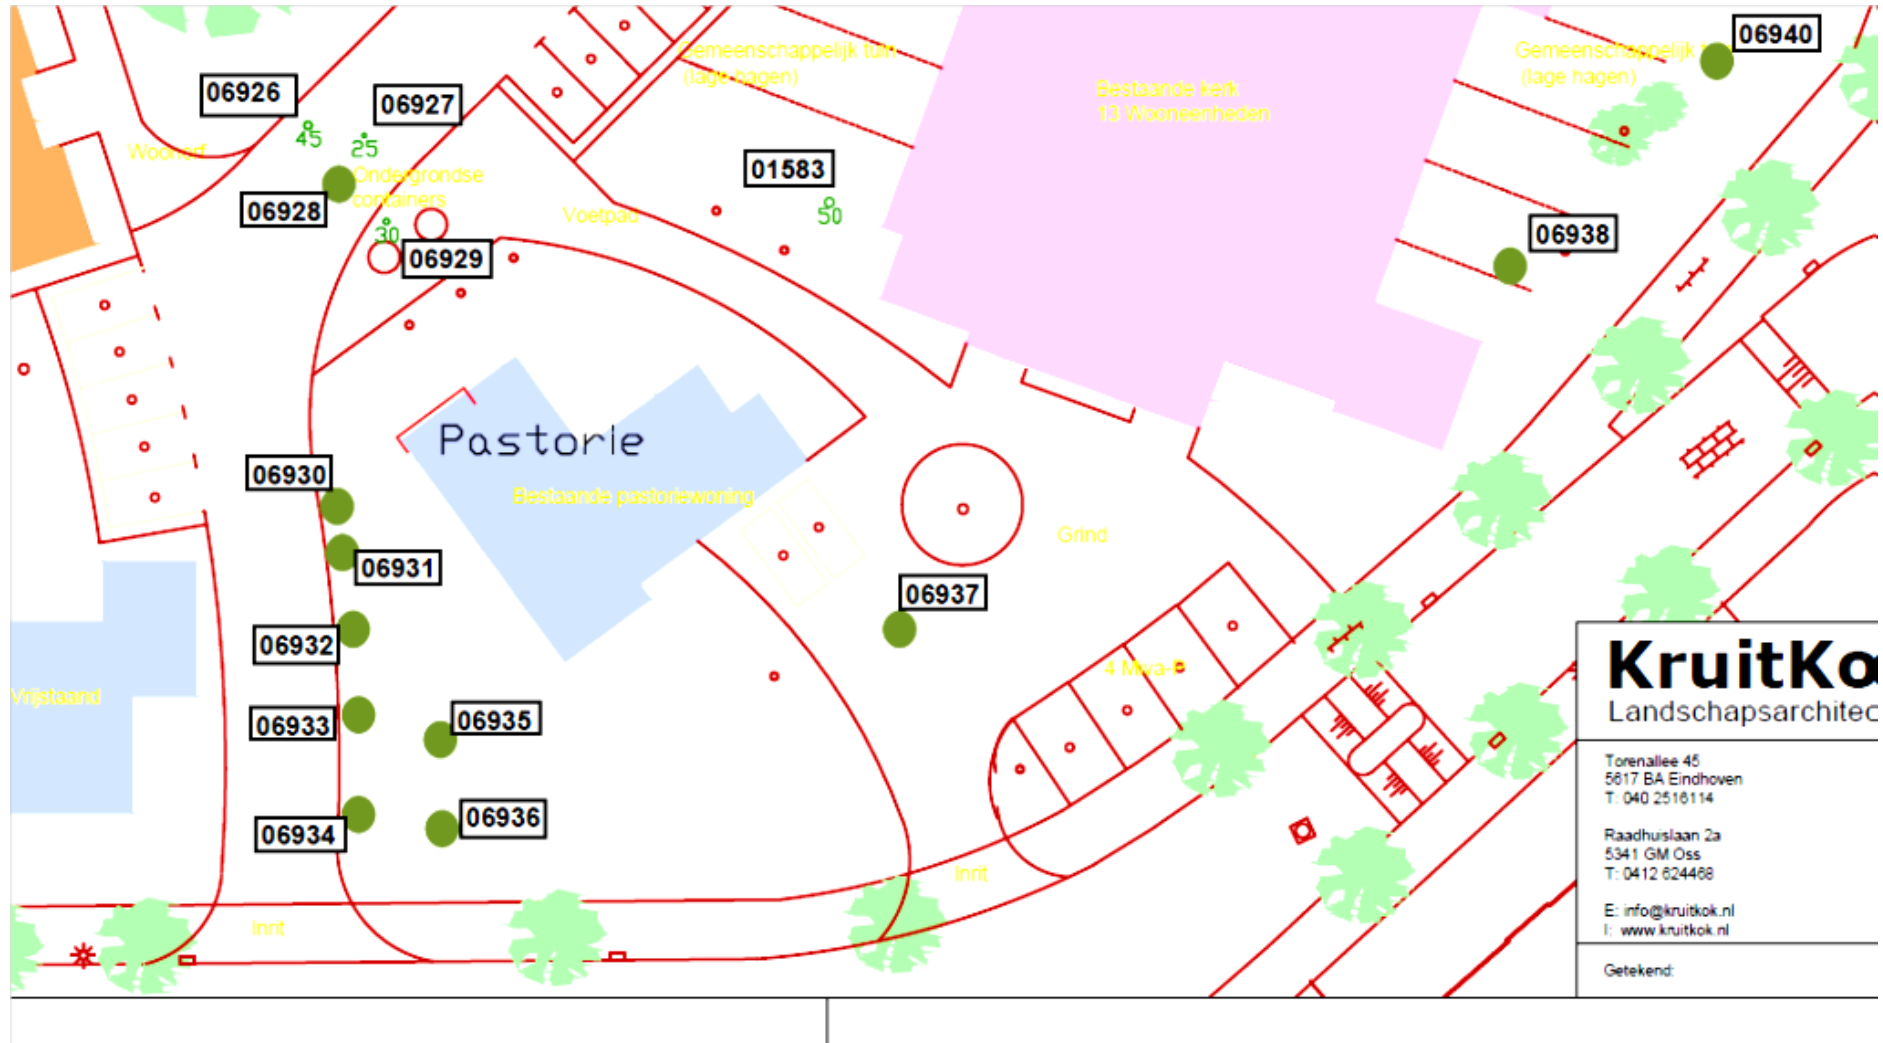 Gemeenschappelijk tuin
(lage hagen)
Bestaande kerk
13 Wooneenheden
Gemeenschappelijk
(lage hagen)
06940
06926
06927
45
25
Woonerf
Ondergrondse
containers
01583
50
06928
Voetpad
30
06929
06938
Pastorie
06930
Bestaande pastoriewoning
Grind
06931
06937
06932
4 Miva-P
Vrijstaand
06933
06935
06934
06936
Inrit
Inrit
KruitKo
Landschapsarchitec
Torenallee 45
5617 BA Eindhoven
T: 040 2516114
Raadhuislaan 2a
5341 GM Oss
T: 0412 624468
E: info@kruitkok.nl
I: www.kruitkok.nl
Getekend: